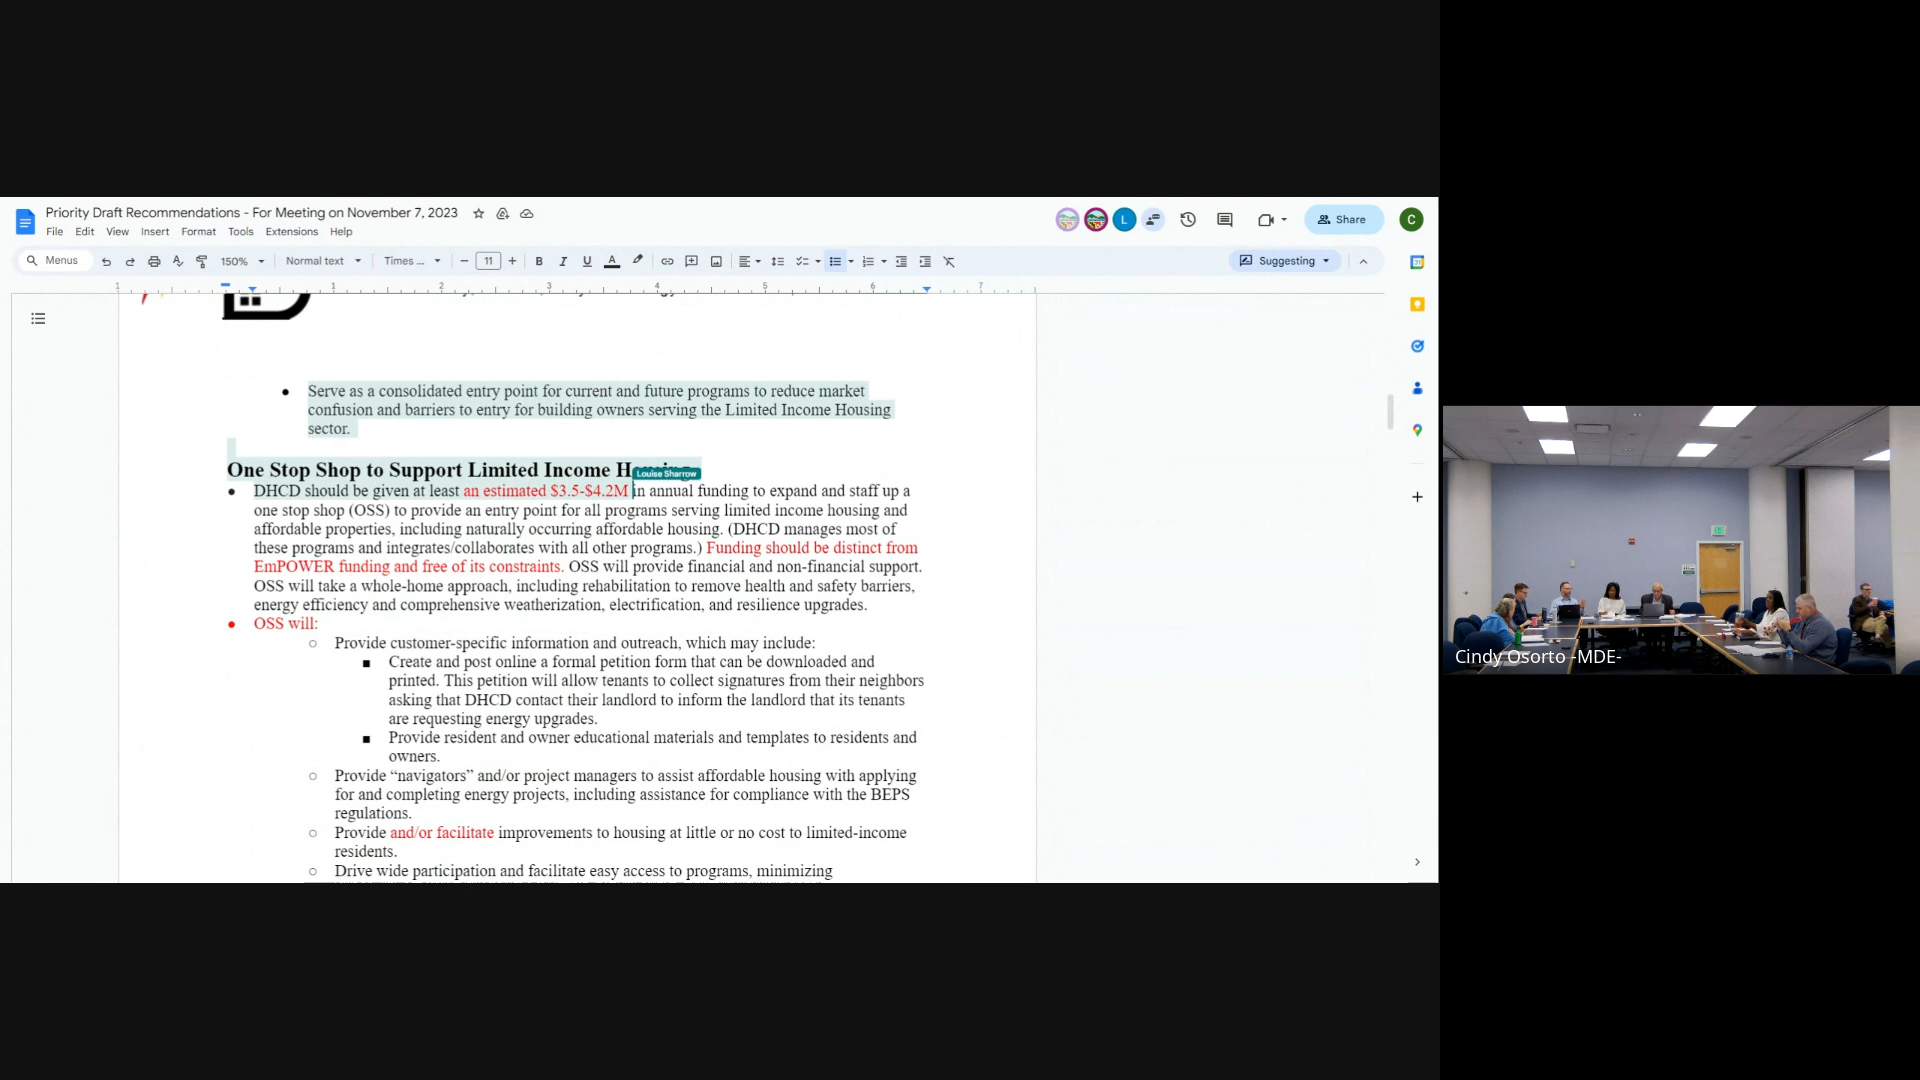 Priority Draft Recommendations - For Meeting on November 7, 2023
L
Share
C
File Edit View Insert Format Tools Extensions Help
Menus
150%
Normal text
Times ...
11
B I U A
Suggesting
1 1 2 3 4 5 6 7
Serve as a consolidated entry point for current and future programs to reduce market
confusion and barriers to entry for building owners serving the Limited Income Housing
sector.
One Stop Shop to Support Limited Income
Louise Sharrow
DHCD should be given at least an estimated $3.5-$4.2M in annual funding to expand and staff up a
one stop shop (OSS) to provide an entry point for all programs serving limited income housing and
affordable properties, including naturally occurring affordable housing. (DHCD manages most of
these programs and integrates/collaborates with all other programs.) Funding should be distinct from
EmPOWER funding and free of its constraints. OSS will provide financial and non-financial support.
OSS will take a whole-home approach, including rehabilitation to remove health and safety barriers,
energy efficiency and comprehensive weatherization, electrification, and resilience upgrades.
OSS will:
Provide customer-specific information and outreach, which may include:
Create and post online a formal petition form that can be downloaded and
printed. This petition will allow tenants to collect signatures from their neighbors
asking that DHCD contact their landlord to inform the landlord that its tenants
are requesting energy upgrades.
Provide resident and owner educational materials and templates to residents and
owners.
Provide “navigators” and/or project managers to assist affordable housing with applying
for and completing energy projects, including assistance for compliance with the BEPS
regulations.
Provide and/or facilitate improvements to housing at little or no cost to limited-income
residents.
Drive wide participation and facilitate easy access to programs, minimizing
Cindy Osorto -MDE-